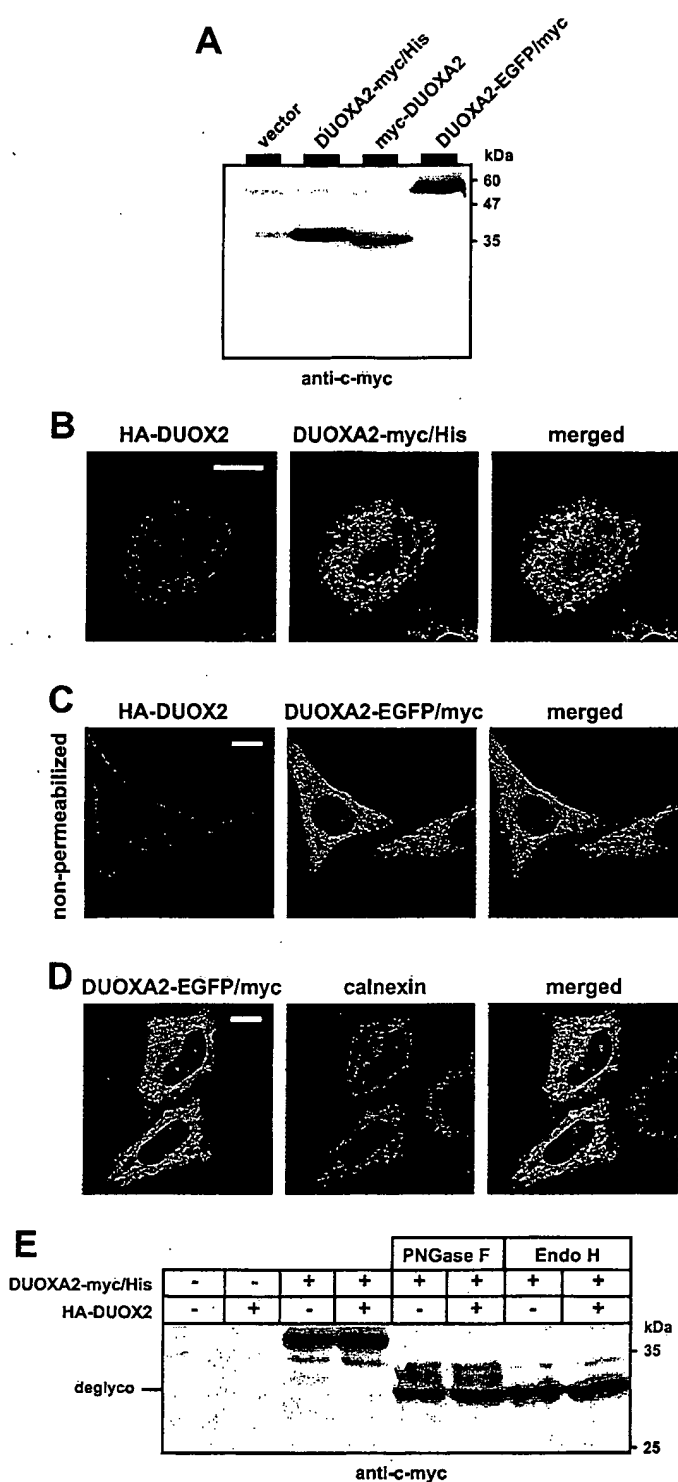 A
vector
DUOXA2-myc/His
myc-DUOXA2
DUOXA2-EGFP/myc
kDa
60
47
35
anti-c-myc
B
HA-DUOX2 DUOXA2-myc/His merged
C
HA-DUOX2 DUOXA2-EGFP/myc merged
non-permeabilized
D
DUOXA2-EGFP/myc calnexin merged
E
PNGase F Endo H
DUOXA2-myc/His - - + + + + + +
HA-DUOX2 - + - + - + - +
kDa
35
deglyco
25
anti-c-myc